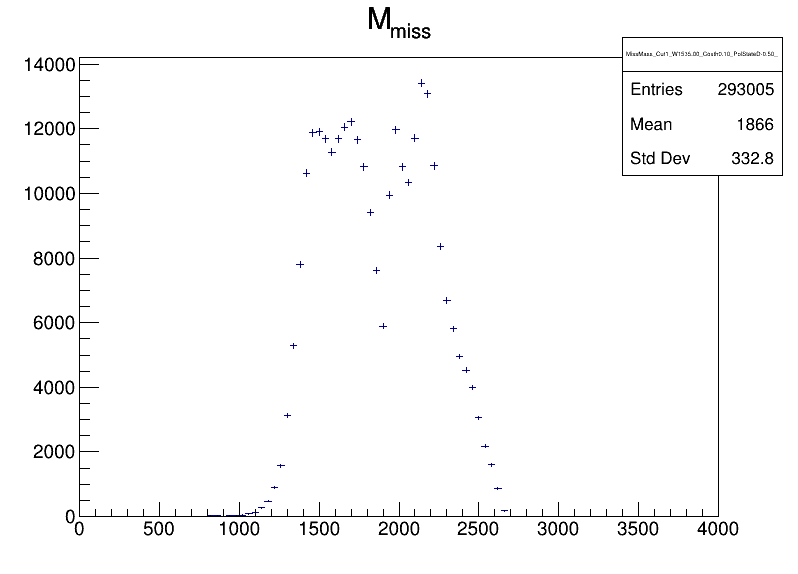 M_miss
MissMass_Cut1_W1535.00_Costh0.10_PolStateD-0.50_
Entries 293005
Mean 1866
Std Dev 332.8
14000
12000
10000
8000
6000
4000
2000
0
0 500 1000 1500 2000 2500 3000 3500 4000